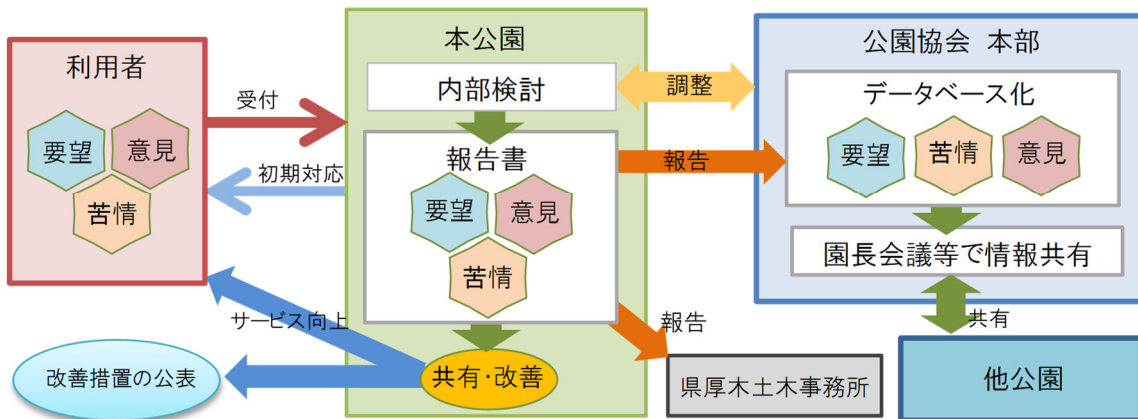 利用者
要望
意見
苦情
受付
初期対応
サービス向上
改善措置の公表
本公園
内部検討
報告書
要望
意見
苦情
共有・改善
調整
報告
報告
県厚木土木事務所
公園協会 本部
データベース化
要望
苦情
意見
園長会議等で情報共有
共有
他公園